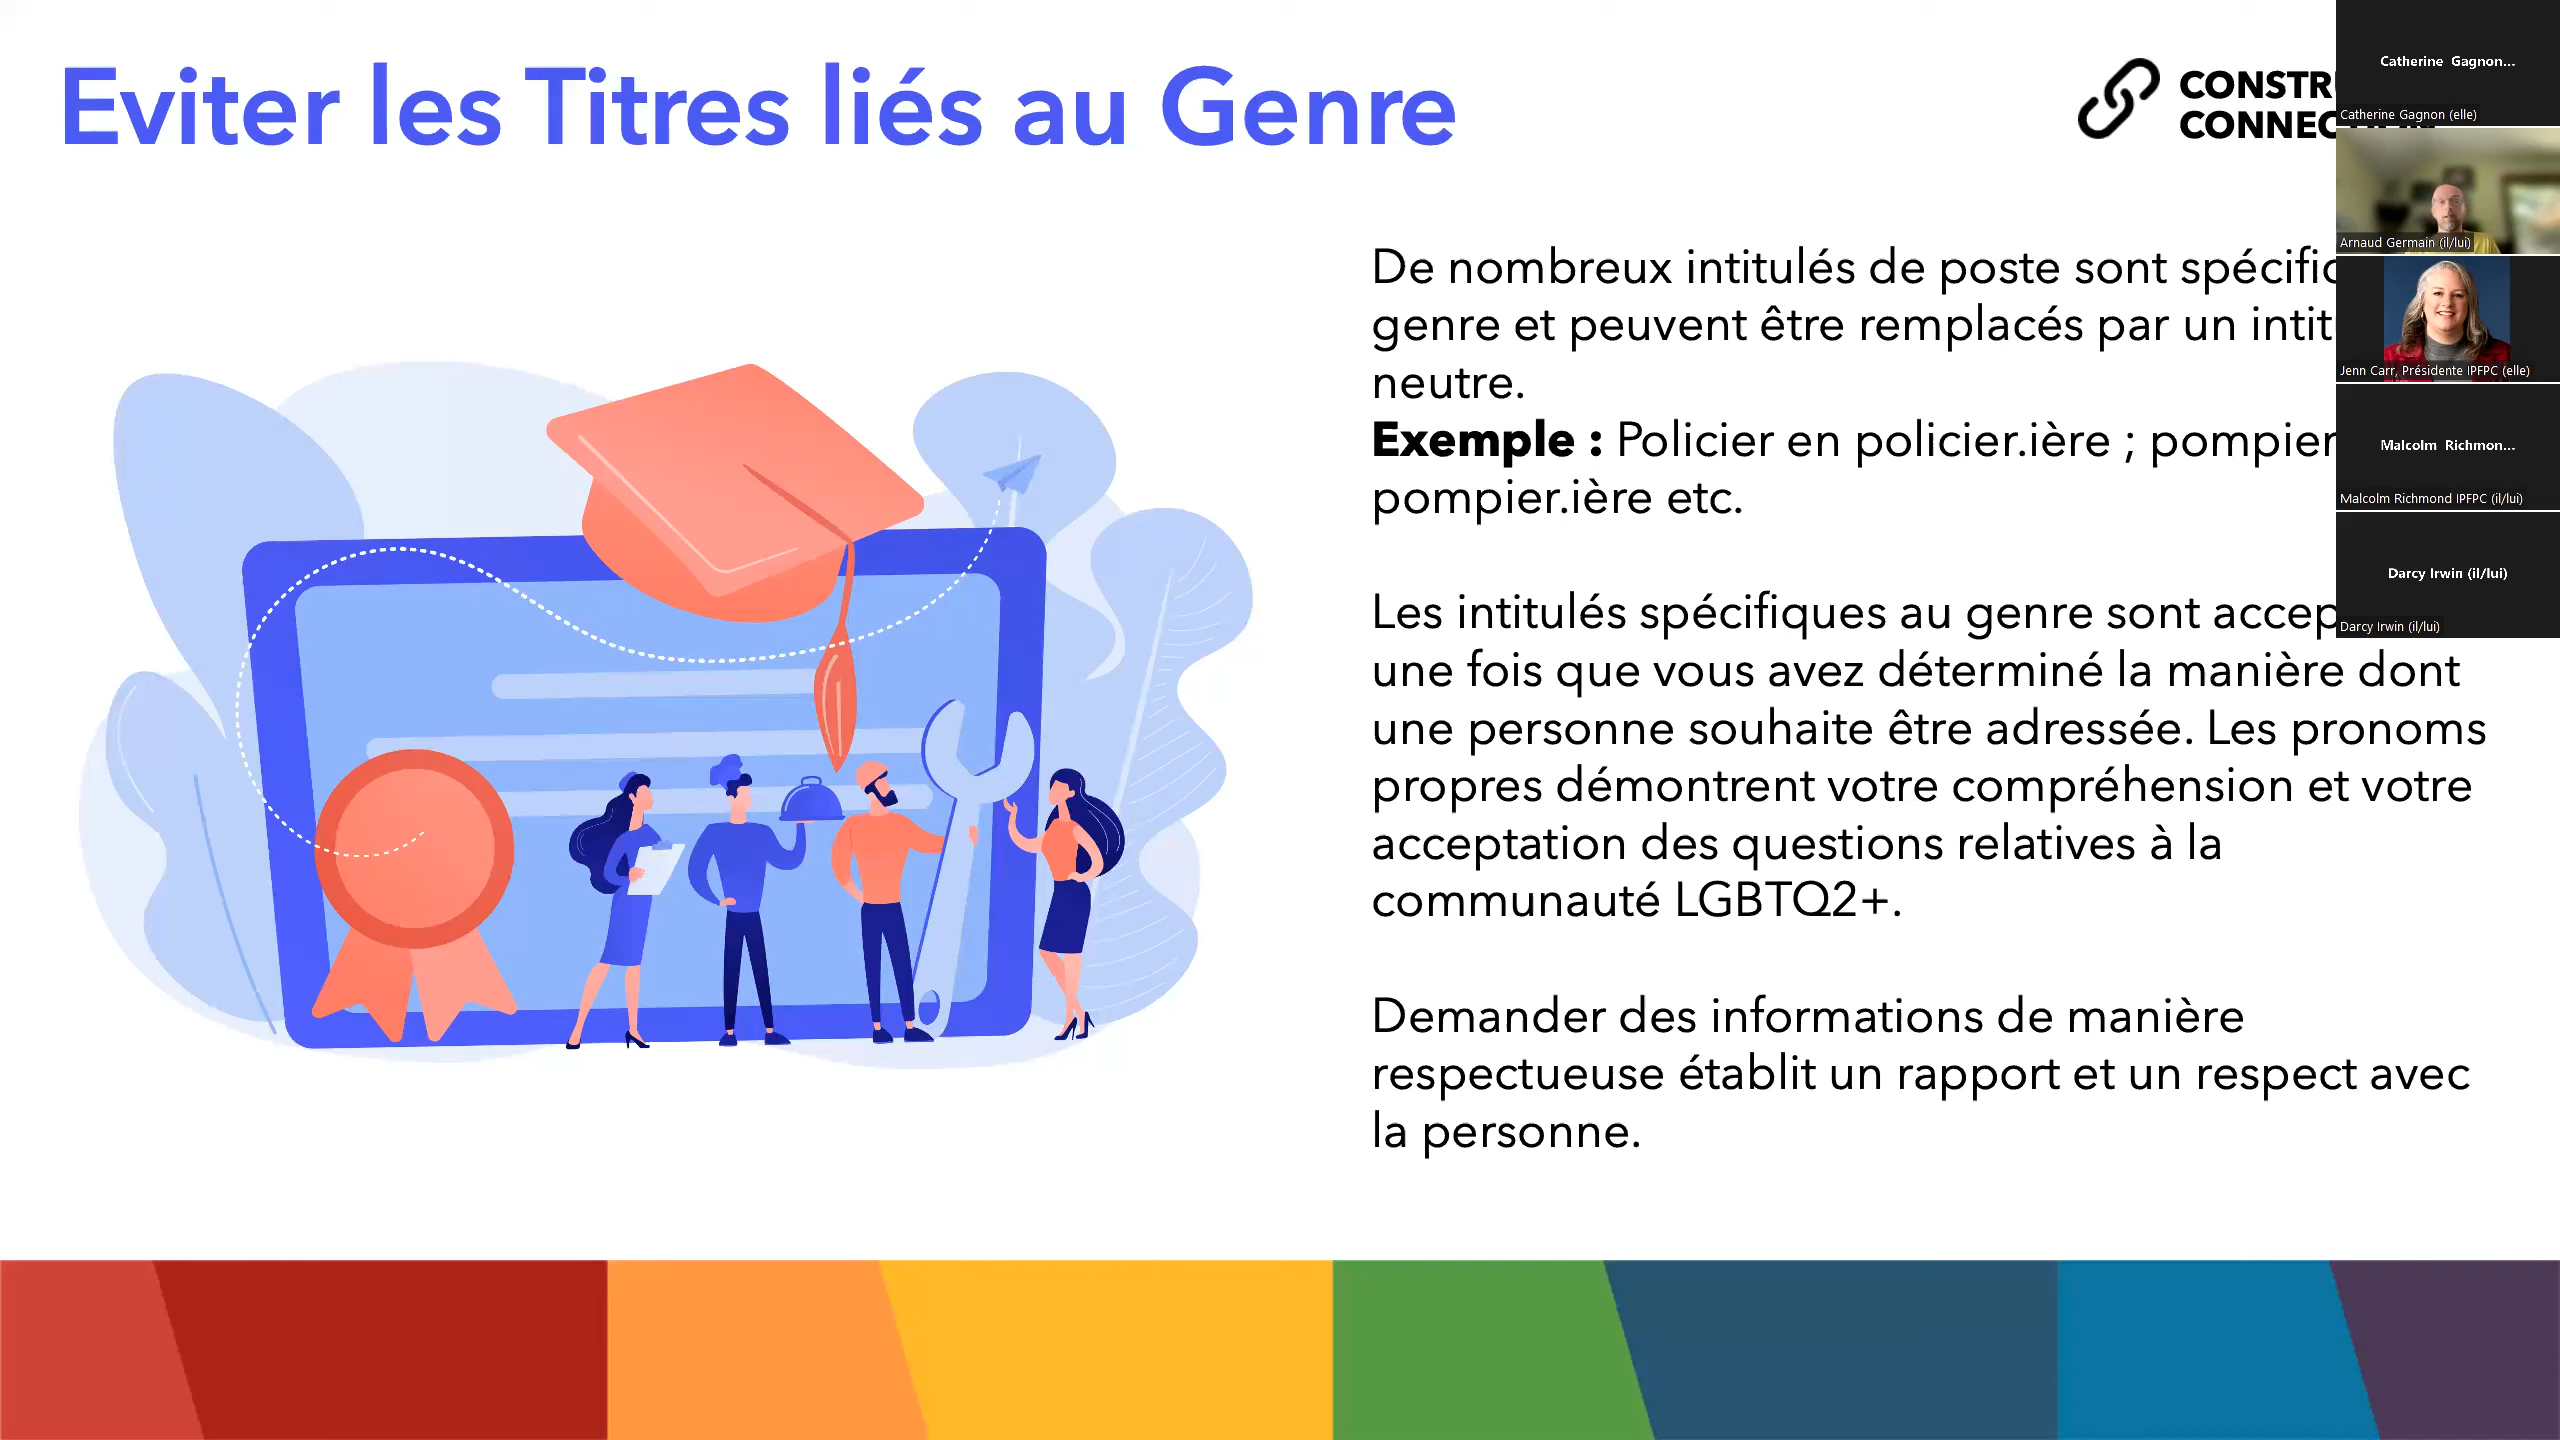 Eviter les Titres liés au Genre
De nombreux intitulés de poste sont
genre et peuvent être remplacés par un
neutre.
Exemple : Policier en policier.ière ; pompier
pompier.ière etc.
Les intitulés spécifiques au genre sont
une fois que vous avez déterminé la manière dont
une personne souhaite être adressée. Les pronoms
propres démontrent votre compréhension et votre
acceptation des questions relatives à la
communauté LGBTQ2+.
Demander des informations de manière
respectueuse établit un rapport et un respect avec
la personne.
Catherine Gagnon...
Catherine Gagnon (elle)
Arnaud Germain (il/lui)
Jenn Carr, Présidente IPFPC (elle)
Malcolm Richmon...
Malcolm Richmond IPFPC (il/lui)
Darcy Irwin (il/lui)
Darcy Irwin (il/lui)